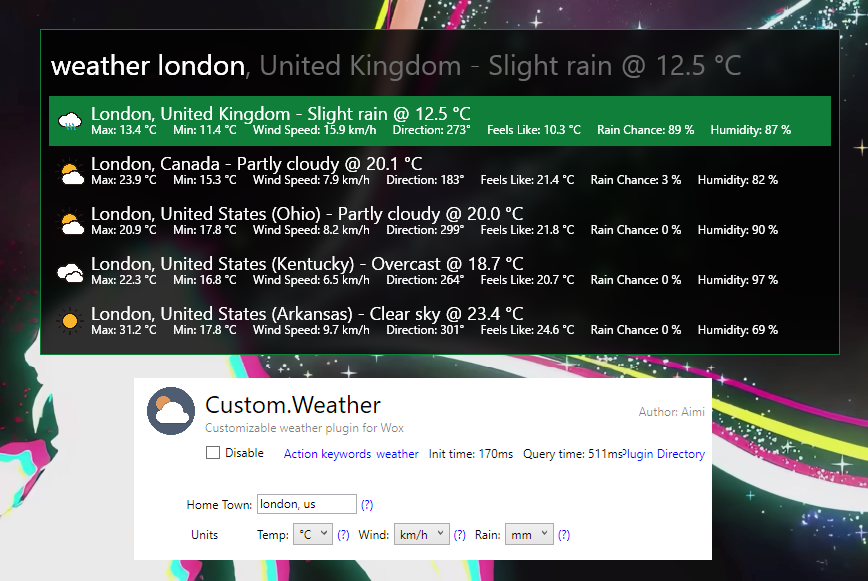 weather london, United Kingdom - Slight rain @ 12.5 °C
London, United Kingdom - Slight rain @ 12.5 °C
Max: 13.4 °C Min: 11.4 °C Wind Speed: 15.9 km/h Direction: 273° Feels Like: 10.3 °C Rain Chance: 89 % Humidity: 87 %
London, Canada - Partly cloudy @ 20.1 °C
Max: 23.9 °C Min: 15.3 °C Wind Speed: 7.9 km/h Direction: 183° Feels Like: 21.4 °C Rain Chance: 3 % Humidity: 82 %
London, United States (Ohio) - Partly cloudy @ 20.0 °C
Max: 20.9 °C Min: 17.8 °C Wind Speed: 8.2 km/h Direction: 299° Feels Like: 21.8 °C Rain Chance: 0 % Humidity: 90 %
London, United States (Kentucky) - Overcast @ 18.7 °C
Max: 22.3 °C Min: 16.8 °C Wind Speed: 6.5 km/h Direction: 264° Feels Like: 20.7 °C Rain Chance: 0 % Humidity: 97 %
London, United States (Arkansas) - Clear sky @ 23.4 °C
Max: 31.2 °C Min: 17.8 °C Wind Speed: 9.7 km/h Direction: 301° Feels Like: 24.6 °C Rain Chance: 0 % Humidity: 69 %
Custom.Weather Author: Aimi
Customizable weather plugin for Wox
Disable Action keywords weather Init time: 170ms Query time: 511ms Plugin Directory
Home Town: london, us (?)
Units Temp: °C (?) Wind: km/h (?) Rain: mm (?)